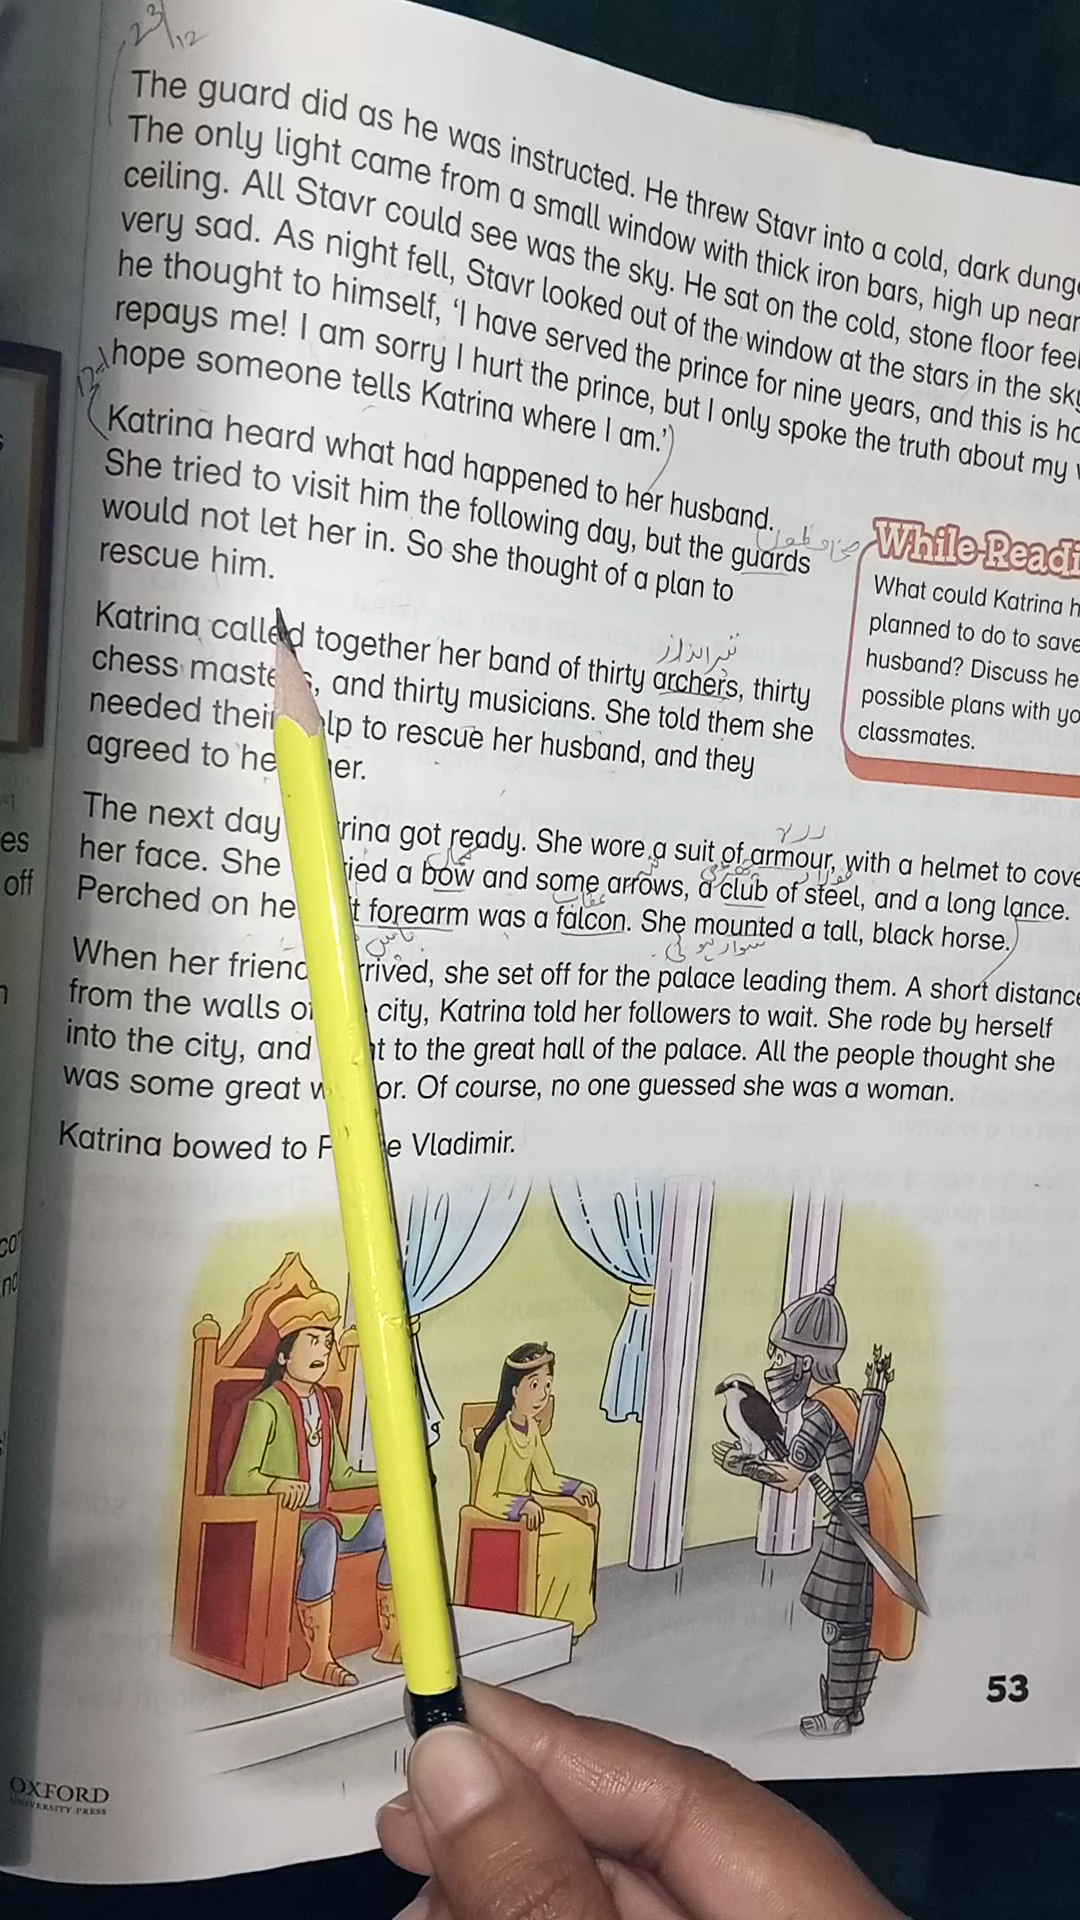 23/12
The guard did as he was instructed. He threw Stavr into a cold, dark dung
The only light came from a small window with thick iron bars, high up near
ceiling. All Stavr could see was the sky. He sat on the cold, stone floor feel
very sad. As night fell, Stavr looked out of the window at the stars in the sky
he thought to himself, 'I have served the prince for nine years, and this is ho
repays me! I am sorry I hurt the prince, but I only spoke the truth about my
hope someone tells Katrina where I am.'
Katrina heard what had happened to her husband.
She tried to visit him the following day, but the guards
would not let her in. So she thought of a plan to
rescue him.
While-Readi
What could Katrina h
planned to do to save
husband? Discuss he
possible plans with yo
classmates.
تیر انداز
Katrina called together her band of thirty archers, thirty
chess maste , and thirty musicians. She told them she
needed their lp to rescue her husband, and they
agreed to he her.
The next day rina got ready. She wore a suit of armour, with a helmet to cove
her face. She ied a bow and some arrows, a club of steel, and a long lance.
Perched on he t forearm was a falcon. She mounted a tall, black horse.
When her friend rrived, she set off for the palace leading them. A short distance
from the walls o city, Katrina told her followers to wait. She rode by herself
into the city, and nt to the great hall of the palace. All the people thought she
was some great w or. Of course, no one guessed she was a woman.
Katrina bowed to P e Vladimir.
53
OXFORD
UNIVERSITY PRESS
es
off